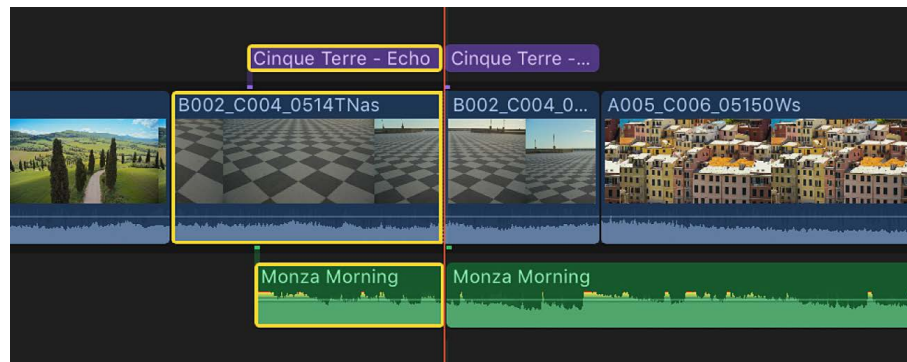 Cinque Terre - Echo
Cinque Terre -...
B002_C004_0514TNas
B002_C004_0...
A005_C006_05150Ws
Monza Morning
Monza Morning